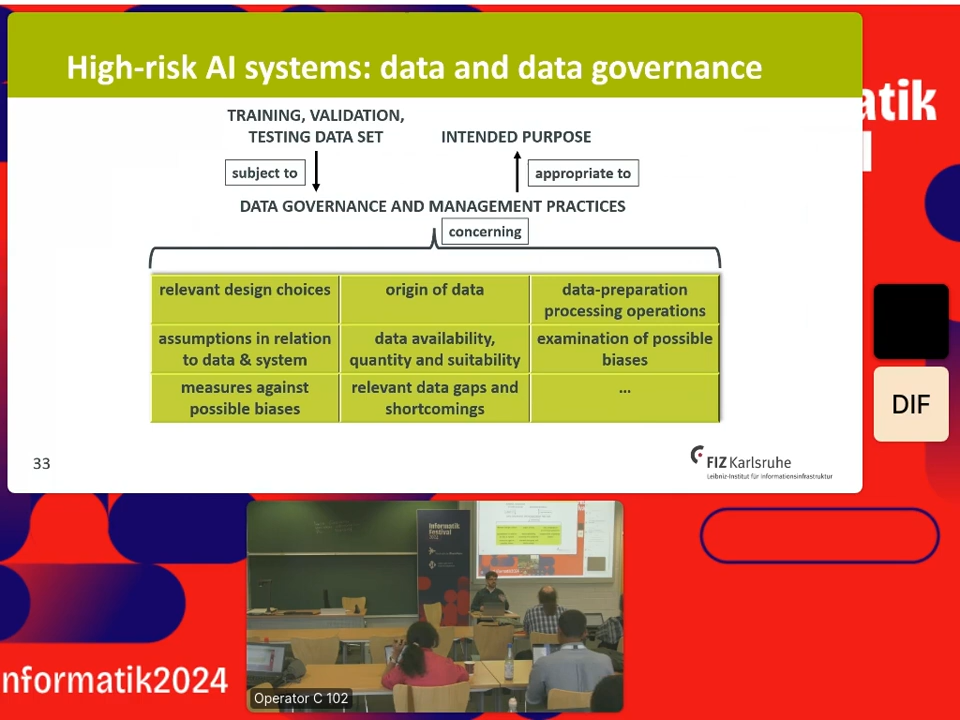 High-risk AI systems: data and data governance
TRAINING, VALIDATION,
TESTING DATA SET
INTENDED PURPOSE
subject to
appropriate to
DATA GOVERNANCE AND MANAGEMENT PRACTICES
concerning
relevant design choices
origin of data
data-preparation
processing operations
assumptions in relation
to data & system
data availability,
quantity and suitability
examination of possible
biases
measures against
possible biases
relevant data gaps and
shortcomings
...
33
FIZ Karlsruhe
Leibniz-Institut für Informationsinfrastruktur
atik
DIF
informatik
festival
nformatik2024
Operator C 102